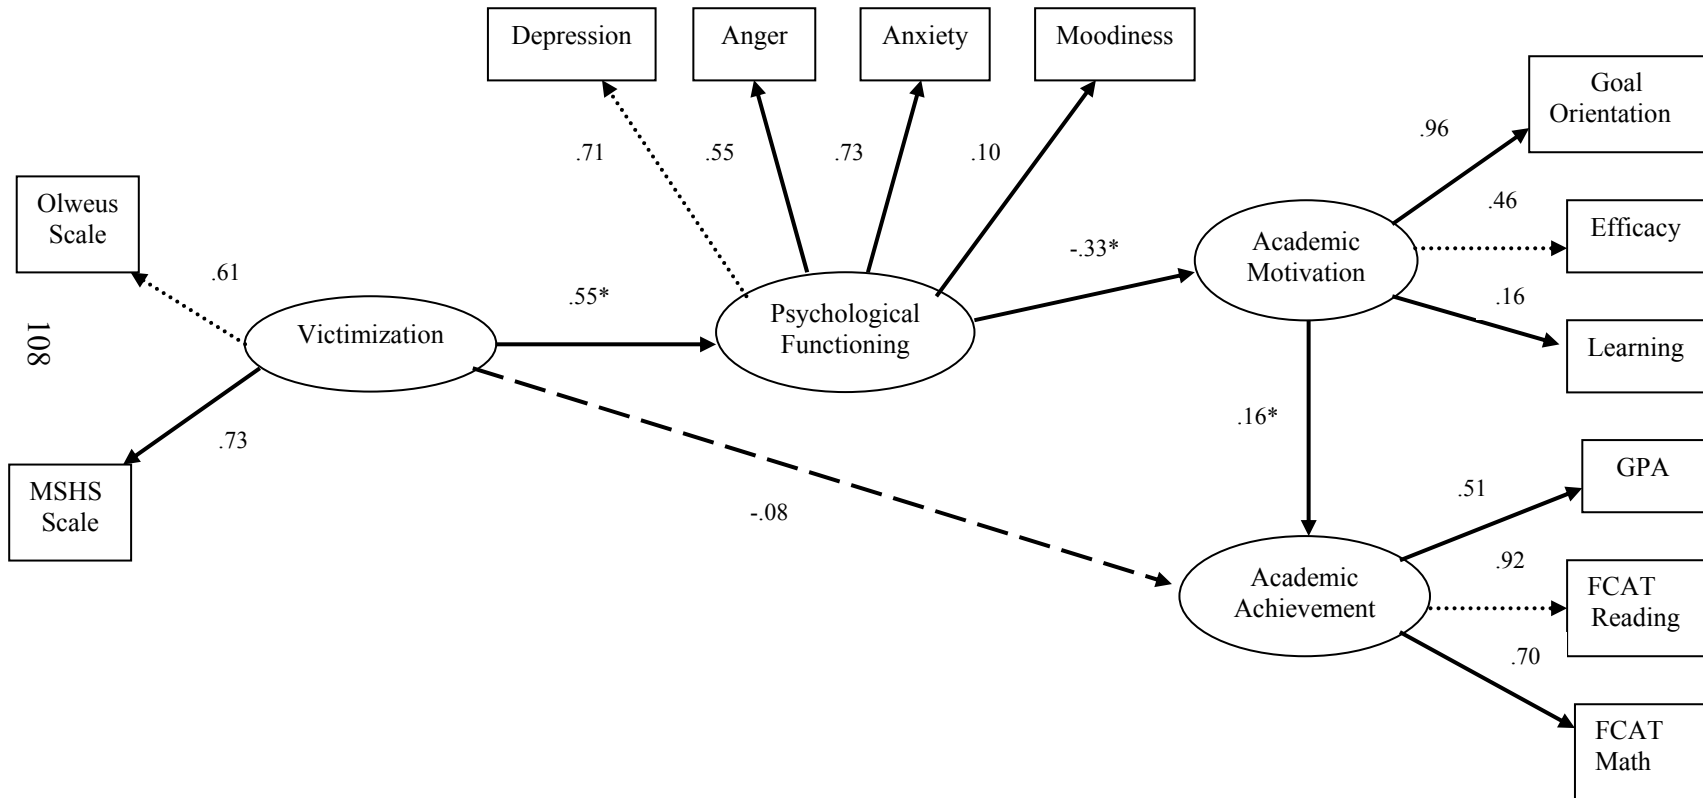 Depression
Anger
Anxiety
Moodiness
Goal
Orientation
.96
.71
.55
.73
.10
Olweus
Scale
.46
Efficacy
Academic
Motivation
-.33*
.61
.55*
.16
Psychological
Functioning
Victimization
108
Learning
.16*
.73
GPA
.51
MSHS
Scale
-.08
.92
Academic
Achievement
FCAT
Reading
.70
FCAT
Math